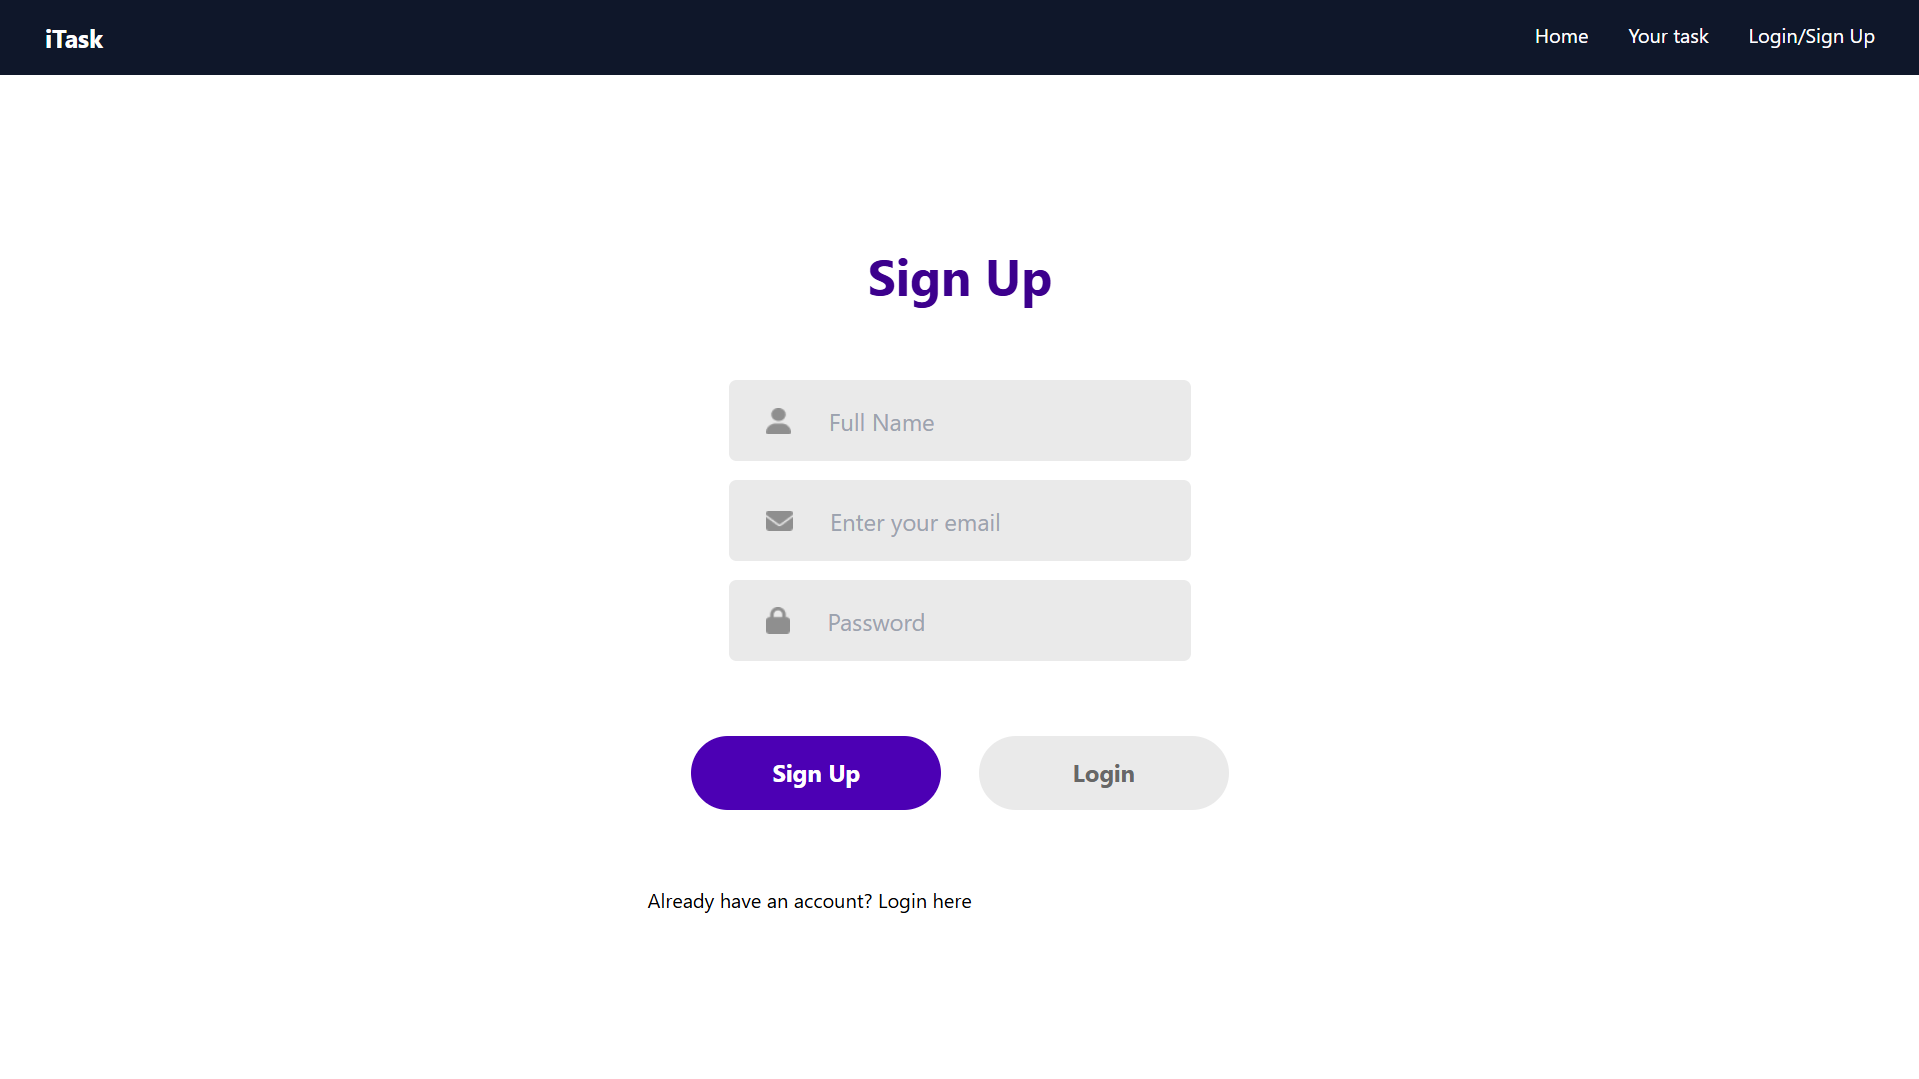 iTask
Home
Your task
Login/Sign Up
Sign Up
Full Name
Enter your email
Password
Sign Up
Login
Already have an account? Login here